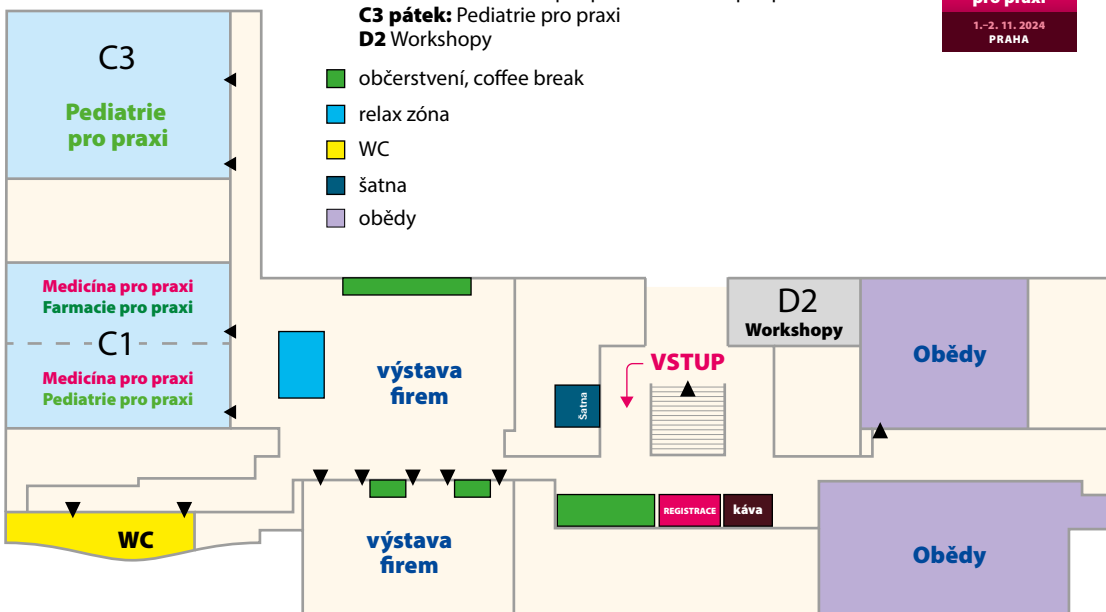 C3 pátek: Pediatrie pro praxi
D2 Workshopy
občerstvení, coffee break
relax zóna
WC
šatna
obědy
pro praxi
1.–2. 11. 2024
PRAHA
C3
Pediatrie
pro praxi
Medicína pro praxi
Farmacie pro praxi
C1
Medicína pro praxi
Pediatrie pro praxi
výstava
firem
Šatna
VSTUP
D2
Workshopy
Obědy
WC
výstava
firem
REGISTRACE
káva
Obědy